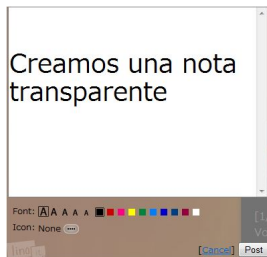 Creamos una nota
transparente
Font: A A A A A
Icon: None
[Cancel] Post